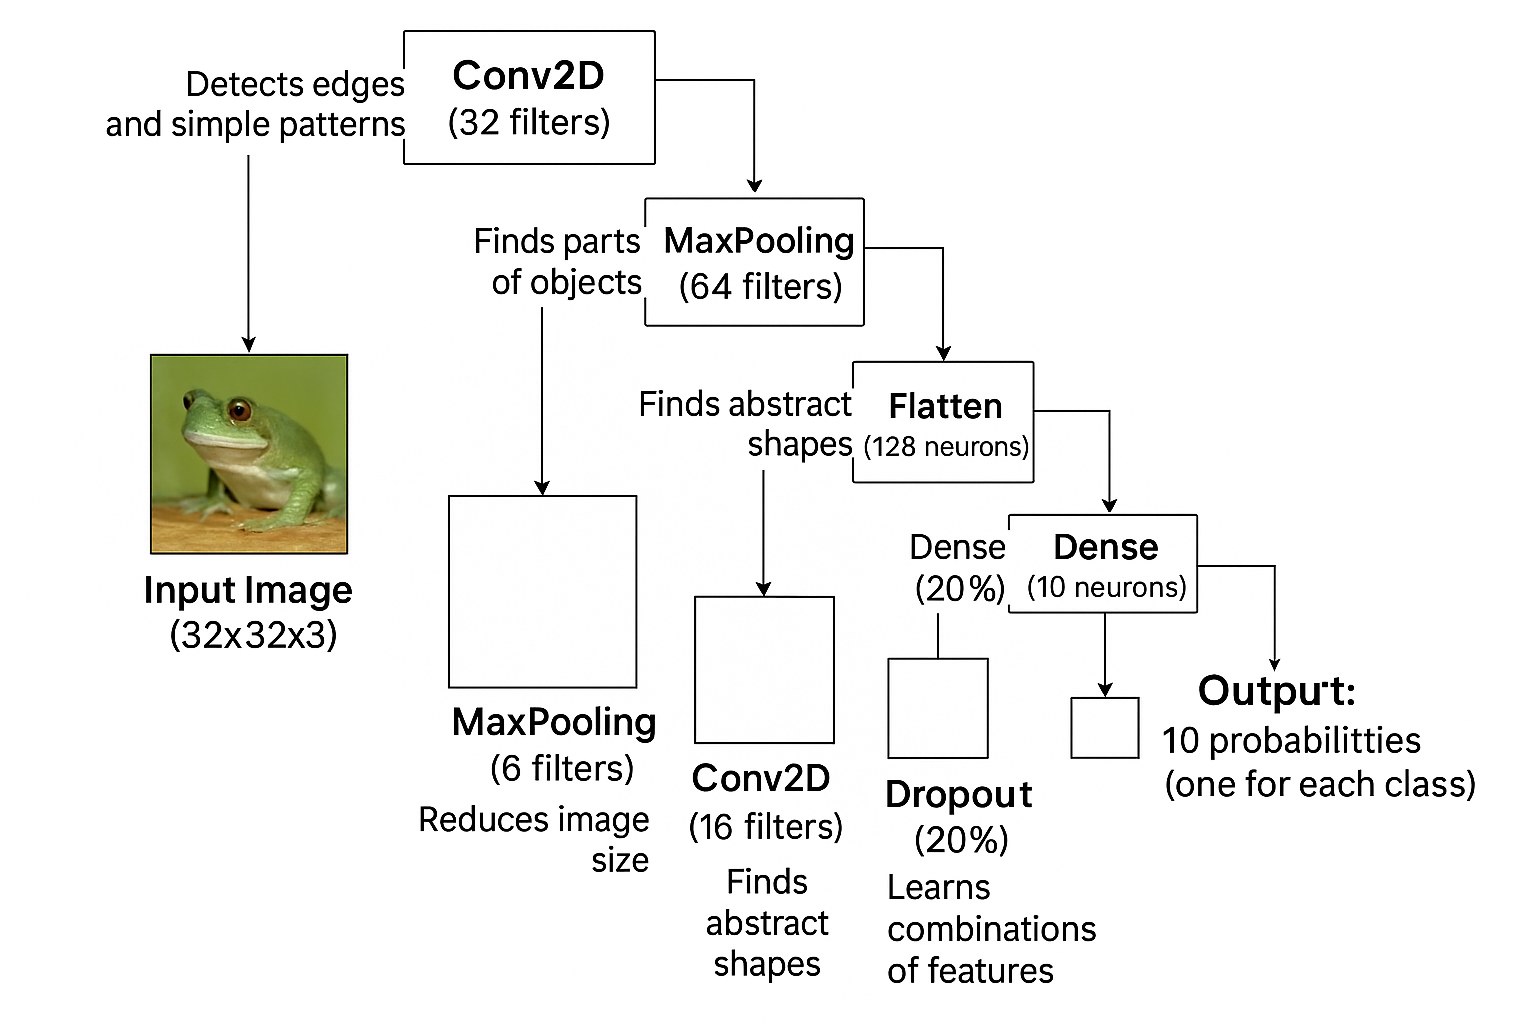 Detects edges
and simple patterns
Conv2D
(32 filters)
Finds parts
of objects
MaxPooling
(64 filters)
Finds abstract
shapes
Flatten
(128 neurons)
Dense
(20%)
Dense
(10 neurons)
Input Image
(32x32x3)
MaxPooling
(6 filters)
Reduces image
size
Conv2D
(16 filters)
Finds
abstract
shapes
Dropout
(20%)
Learns
combinations
of features
Output:
10 probabilitties
(one for each class)